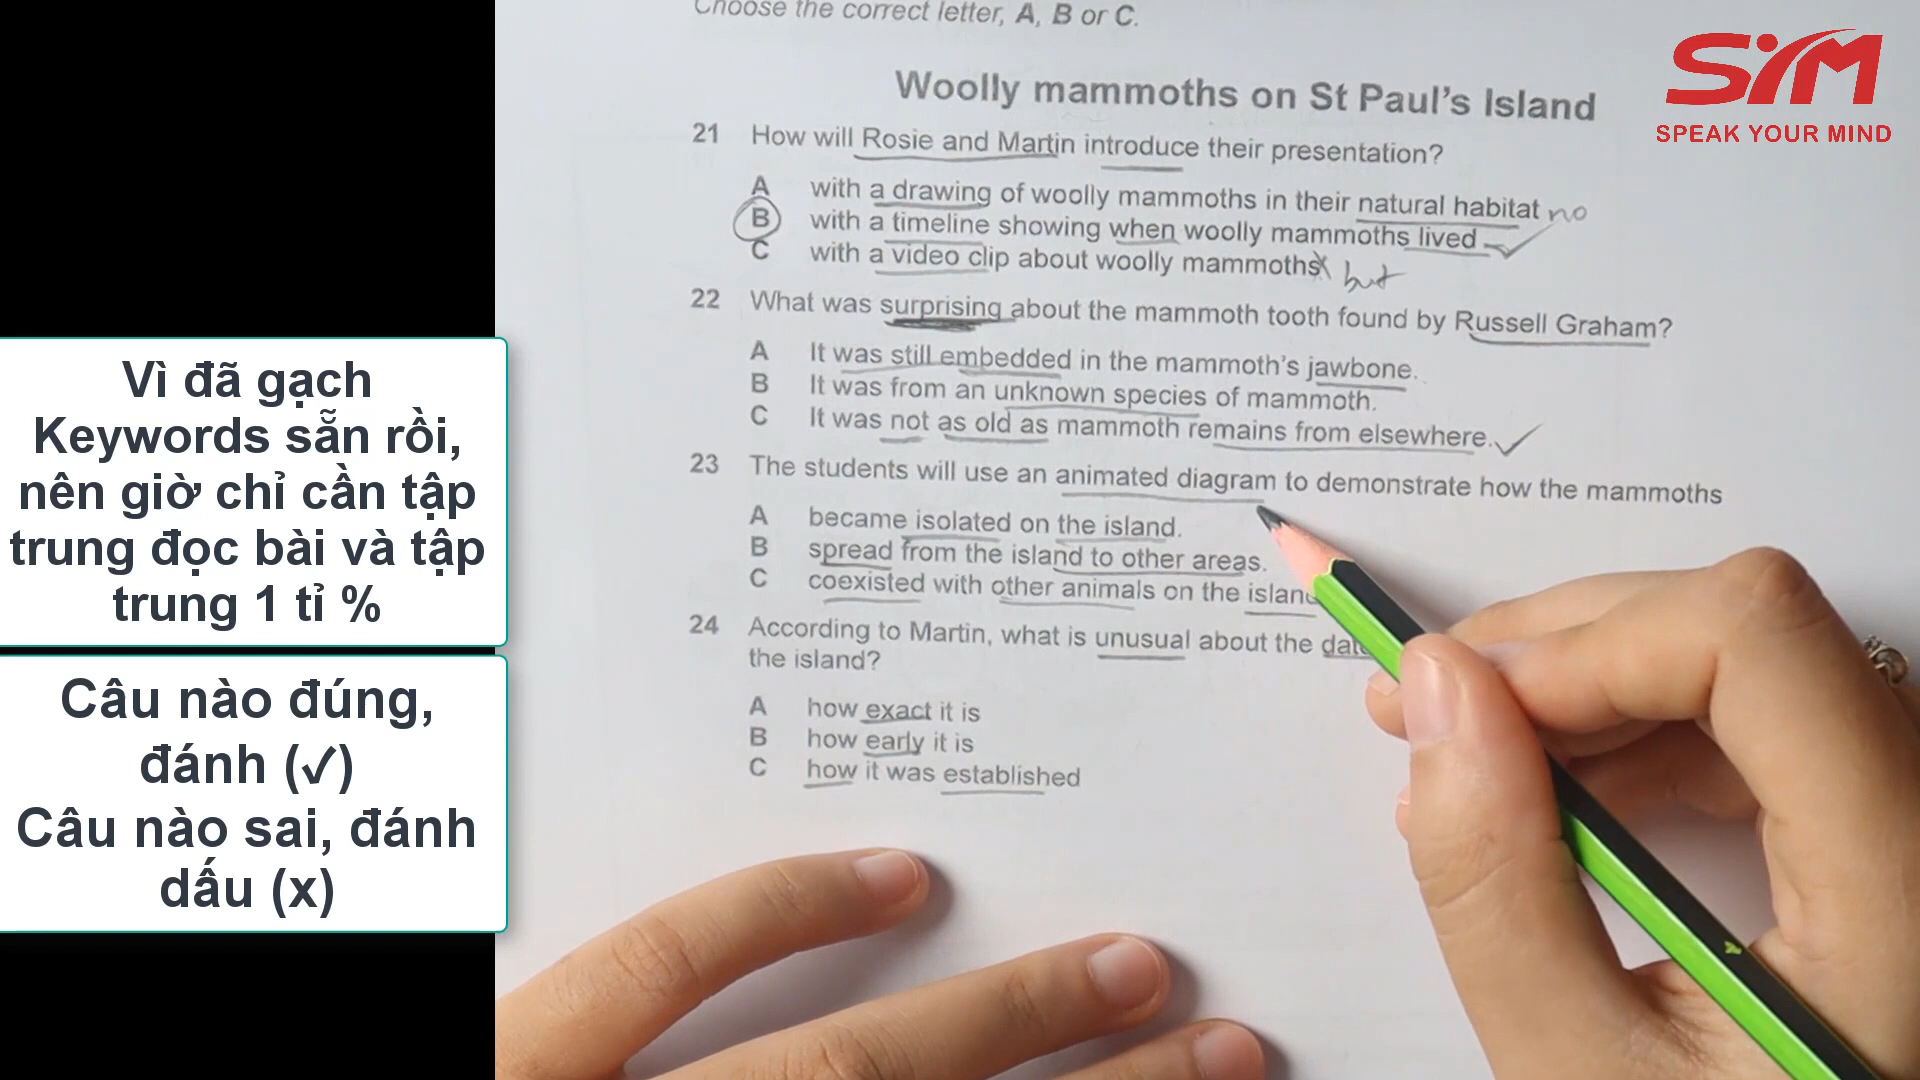 Choose the correct letter, A, B or C.
SIM
SPEAK YOUR MIND
Woolly mammoths on St Paul's Island
21 How will Rosie and Martin introduce their presentation?
A with a drawing of woolly mammoths in their natural habitat no
B with a timeline showing when woolly mammoths lived ✓
C with a video clip about woolly mammoths x but
22 What was surprising about the mammoth tooth found by Russell Graham?
A It was still embedded in the mammoth's jawbone.
B It was from an unknown species of mammoth.
C It was not as old as mammoth remains from elsewhere. ✓
23 The students will use an animated diagram to demonstrate how the mammoths
A became isolated on the island.
B spread from the island to other areas.
C coexisted with other animals on the
24 According to Martin, what is unusual about the
the island?
A how exact it is
B how early it is
C how it was established
Vì đã gạch
Keywords sẵn rồi,
nên giờ chỉ cần tập
trung đọc bài và tập
trung 1 tỉ %
Câu nào đúng,
đánh (✓)
Câu nào sai, đánh
dấu (x)